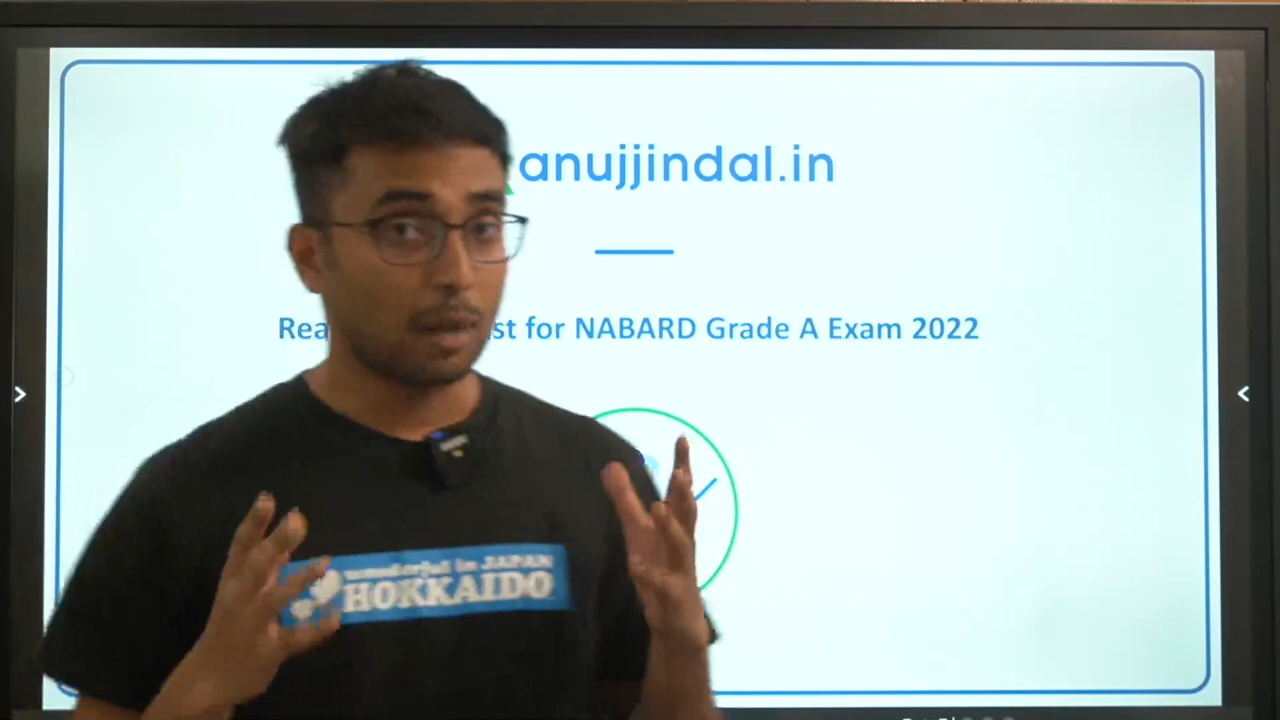 anujjindal.in
Rea st for NABARD Grade A Exam 2022
wonderful in JAPAN
HOKKAIDO